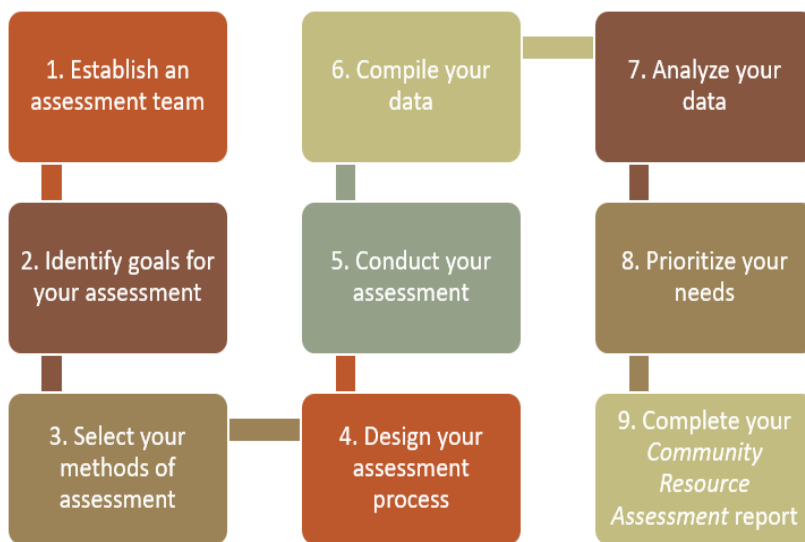 1. Establish an
assessment team
2. Identify goals for
your assessment
3. Select your
methods of
assessment
4. Design your
assessment
process
5. Conduct your
assessment
6. Compile your
data
7. Analyze your
data
8. Prioritize your
needs
9. Complete your
Community
Resource
Assessment report